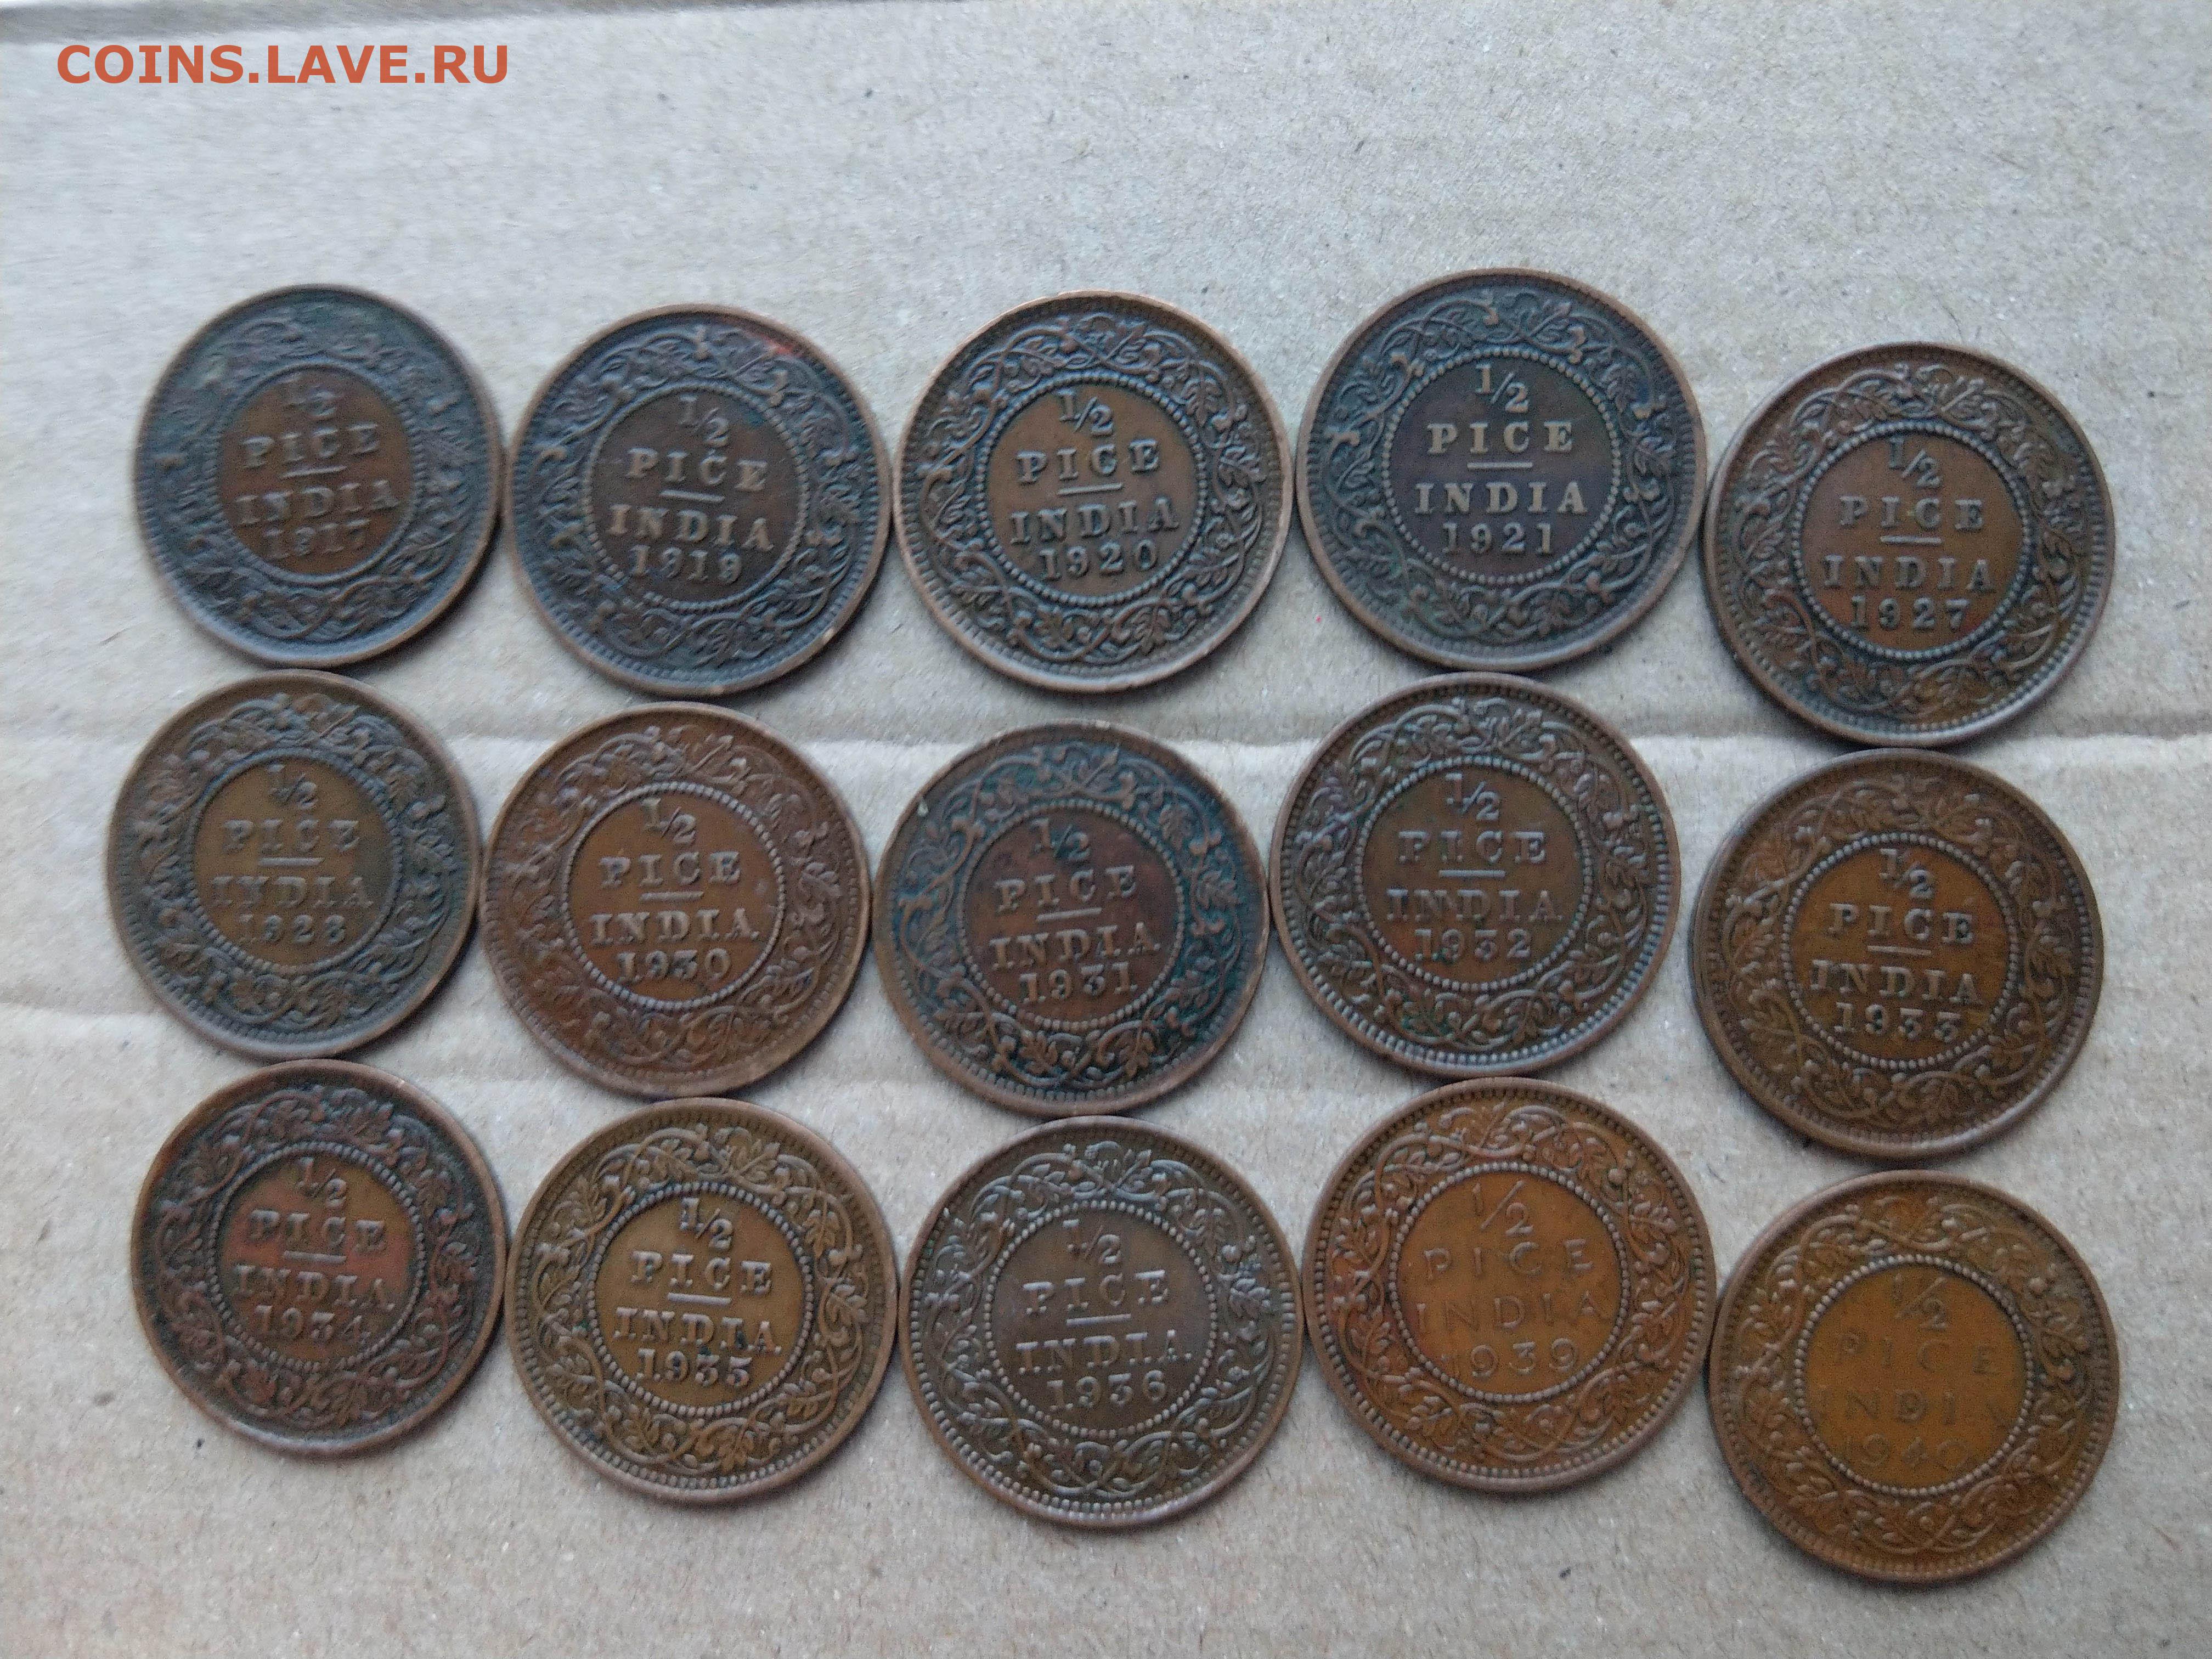 COINS.LAVE.RU
1/2
PICE
INDIA
1917
1/2
PICE
INDIA
1919
1/2
PICE
INDIA
1920
1/2
PICE
INDIA
1921
1/2
PICE
INDIA
1927
1/2
PICE
INDIA
1928
1/2
PICE
INDIA
1930
1/2
PICE
INDIA
1931
1/2
PICE
INDIA
1932
1/2
PICE
INDIA
1933
1/2
PICE
INDIA
1934
1/2
PICE
INDIA
1935
1/2
PICE
INDIA
1936
1/2
PICE
INDIA
1939
1/2
PICE
INDIA
1940